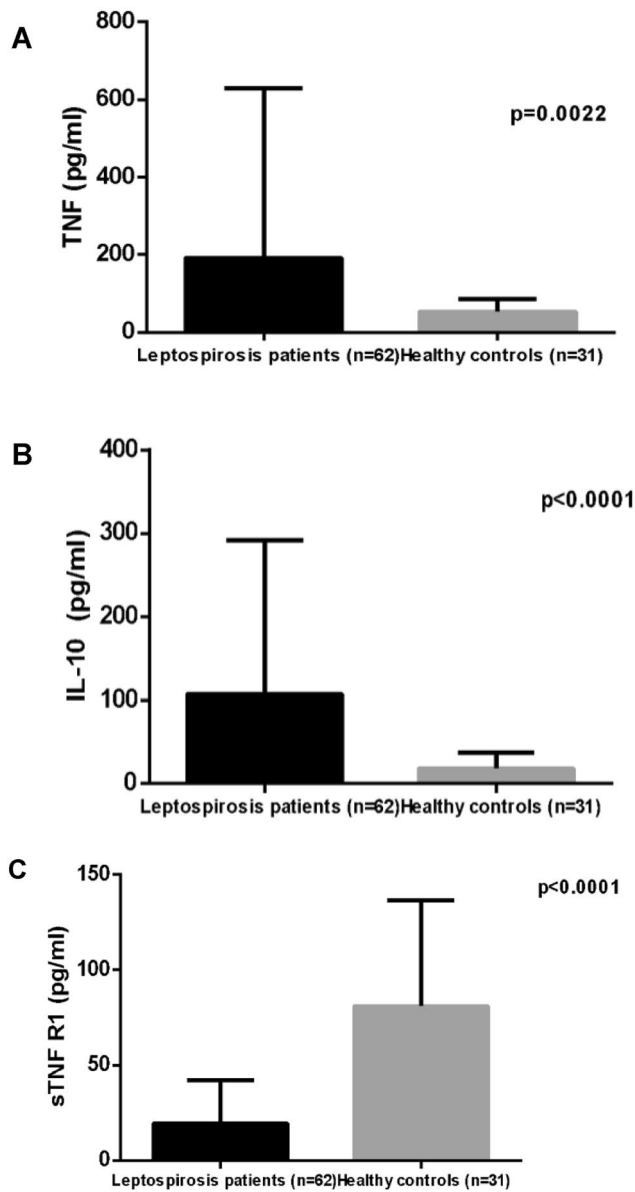 A
800
600
400
200
0
TNF (pg/ml)
p=0.0022
Leptospirosis patients (n=62)Healthy controls (n=31)
B
400
300
200
100
0
IL-10 (pg/ml)
p<0.0001
Leptospirosis patients (n=62)Healthy controls (n=31)
C
150
100
50
0
sTNF R1 (pg/ml)
p<0.0001
Leptospirosis patients (n=62)Healthy controls (n=31)